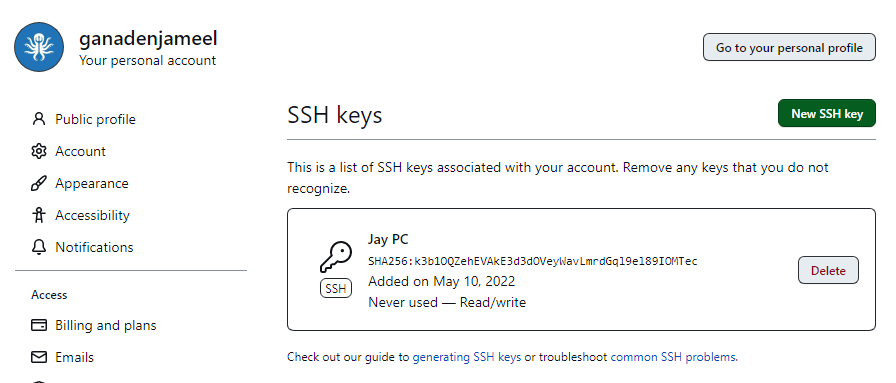 ganadenjameel
Your personal account
Go to your personal profile
Public profile
Account
Appearance
Accessibility
Notifications
Access
Billing and plans
Emails
SSH keys
New SSH key
This is a list of SSH keys associated with your account. Remove any keys that you do not
recognize.
Jay PC
SHA256:k3b1OQZehEVAkE3d3dOVeyWavLmrdGq19el89IOMTec
SSH
Added on May 10, 2022
Never used — Read/write
Delete
Check out our guide to generating SSH keys or troubleshoot common SSH problems.